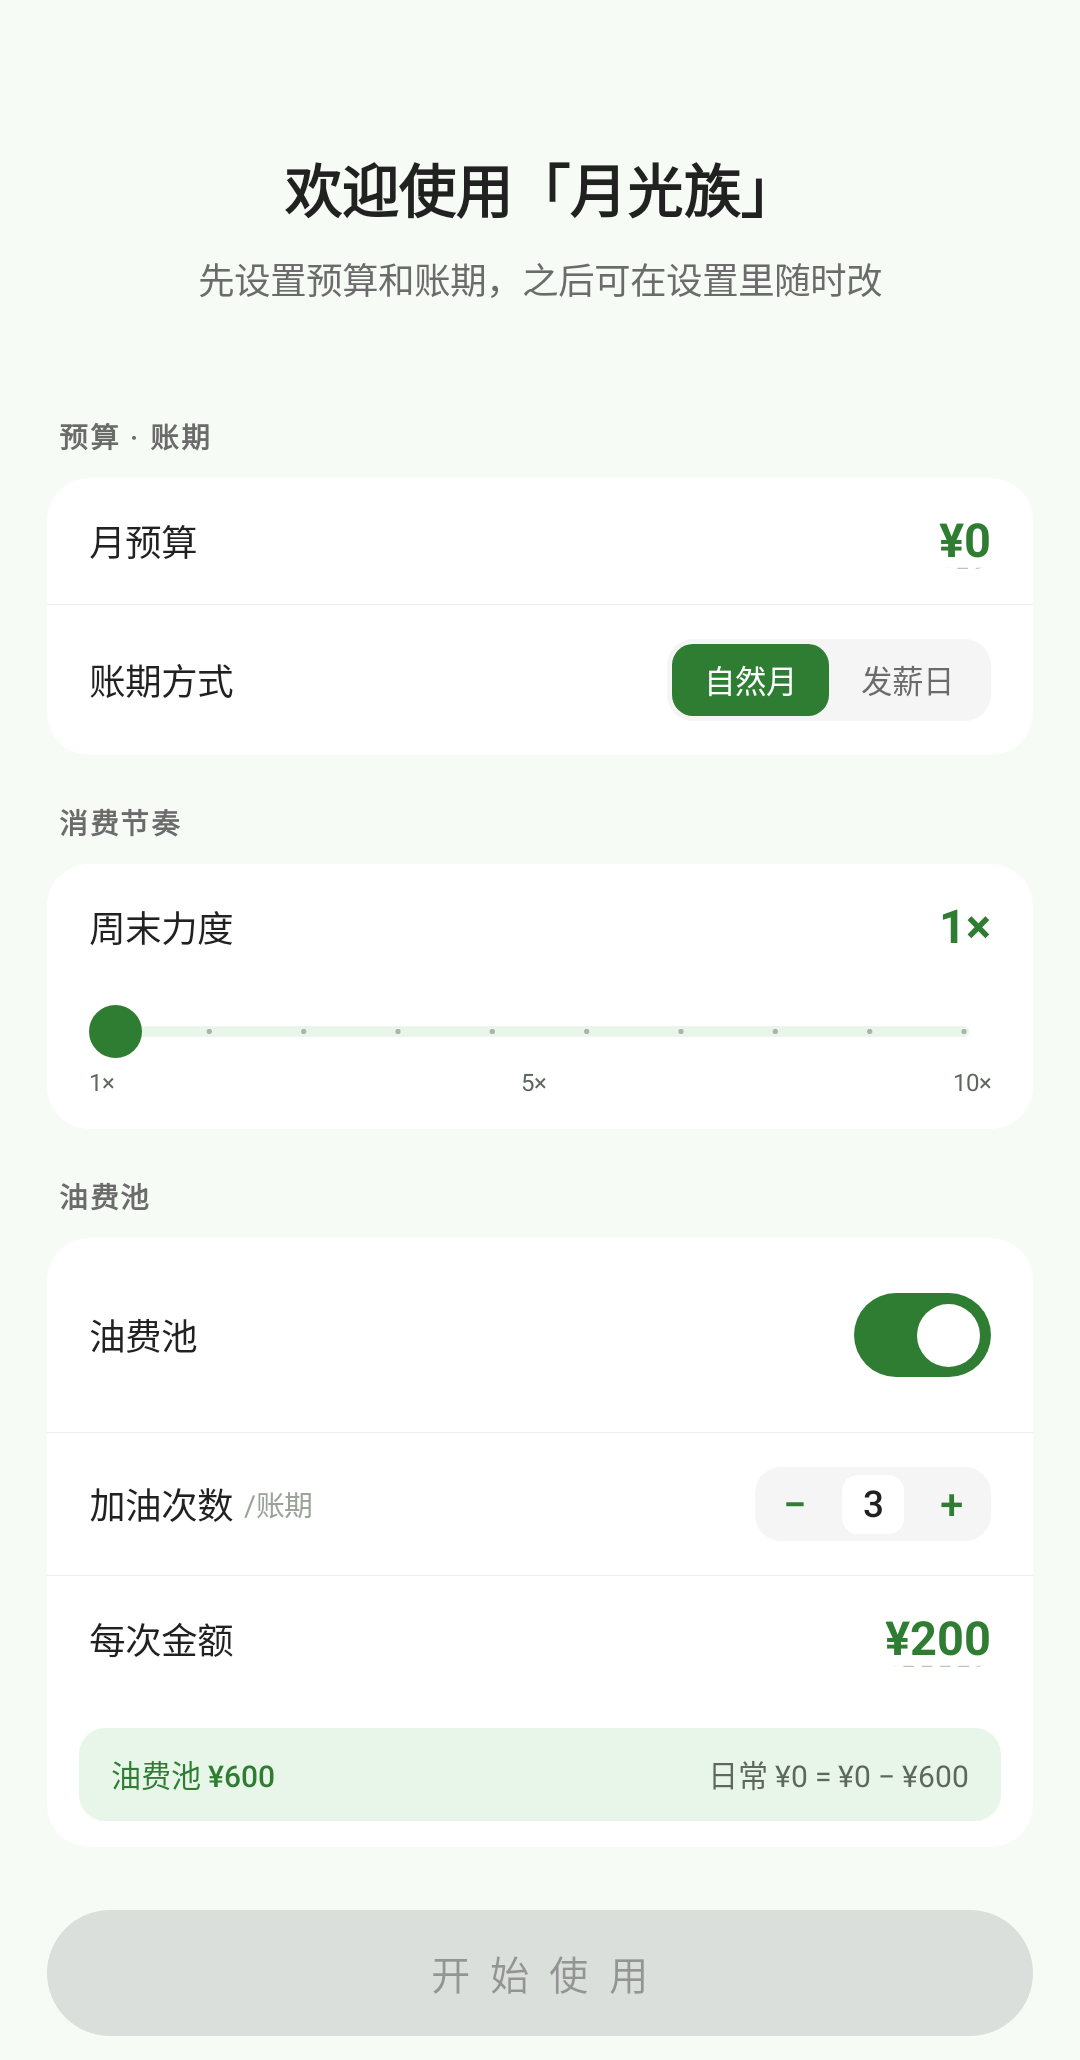 欢迎使用「月光族」
先设置预算和账期，之后可在设置里随时改
预算 · 账期
月预算 ¥0
账期方式 自然月 发薪日
消费节奏
周末力度 1×
1× 5× 10×
油费池
油费池
加油次数 /账期 − 3 +
每次金额 ¥200
油费池 ¥600 日常 ¥0 = ¥0 − ¥600
开始使用